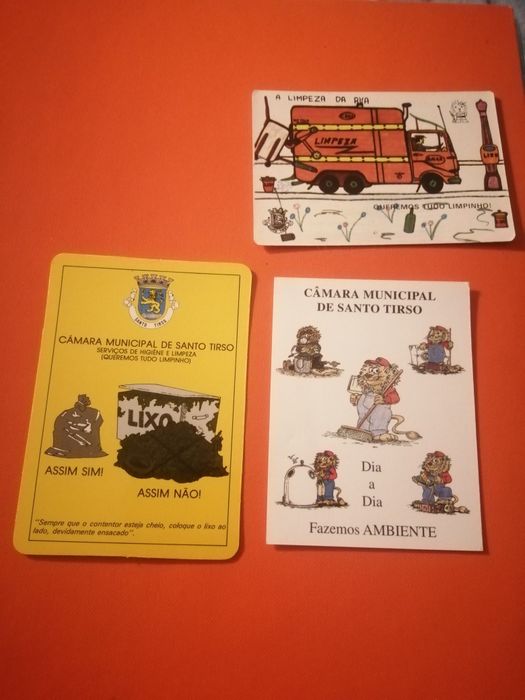 A LIMPEZA DA RUA
LIMPEZA
LIXO
QUEREMOS TUDO LIMPINHO!
SANTO TIRSO
CÂMARA MUNICIPAL DE SANTO TIRSO
SERVIÇOS DE HIGIÉNE E LIMPEZA
(QUEREMOS TUDO LIMPINHO)
LIXO
ASSIM SIM!
ASSIM NÃO!
"Sempre que o contentor esteja cheio, coloque o lixo ao
lado, devidamente ensacado".
CÂMARA MUNICIPAL
DE SANTO TIRSO
Dia
a
Dia
Fazemos AMBIENTE